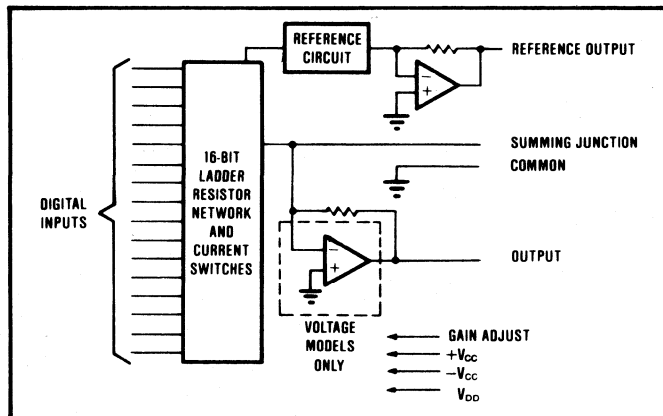 REFERENCE
CIRCUIT
REFERENCE OUTPUT
−
+
16-BIT
LADDER
RESISTOR
NETWORK
AND
CURRENT
SWITCHES
SUMMING JUNCTION
COMMON
DIGITAL
INPUTS
−
+
OUTPUT
VOLTAGE
MODELS
ONLY
GAIN ADJUST
+VCC
−VCC
VDD